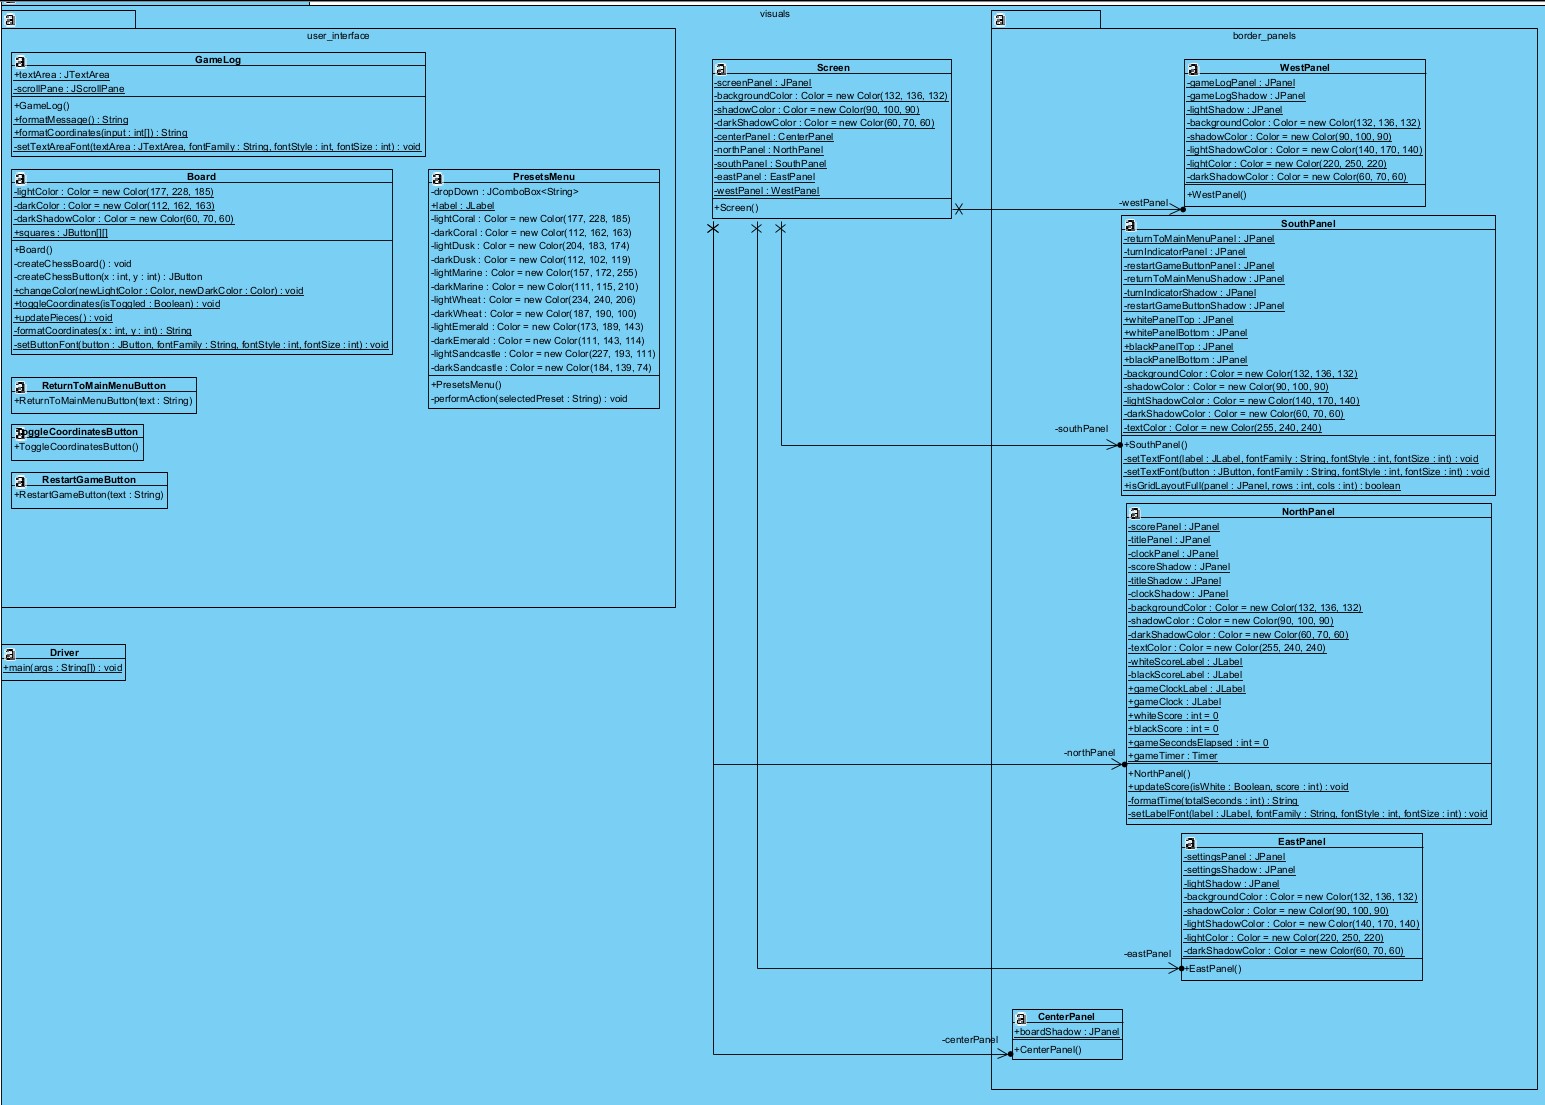 visuals
user_interface
GameLog
+textArea : JTextArea
-scrollPane : JScrollPane
+GameLog()
+formatMessage() : String
+formatCoordinates(input : int[]) : String
-setTextAreaFont(textArea : JTextArea, fontFamily : String, fontStyle : int, fontSize : int) : void
Board
-lightColor : Color = new Color(177, 228, 185)
-darkColor : Color = new Color(112, 162, 163)
-darkShadowColor : Color = new Color(60, 70, 60)
+squares : JButton[][]
+Board()
-createChessBoard() : void
-createChessButton(x : int, y : int) : JButton
+changeColor(newLightColor : Color, newDarkColor : Color) : void
+toggleCoordinates(isToggled : Boolean) : void
+updatePieces() : void
-formatCoordinates(x : int, y : int) : String
-setButtonFont(button : JButton, fontFamily : String, fontStyle : int, fontSize : int) : void
PresetsMenu
-dropDown : JComboBox<String>
+label : JLabel
-lightCoral : Color = new Color(177, 228, 185)
-darkCoral : Color = new Color(112, 162, 163)
-lightDusk : Color = new Color(204, 183, 174)
-darkDusk : Color = new Color(112, 102, 119)
-lightMarine : Color = new Color(157, 172, 255)
-darkMarine : Color = new Color(111, 115, 210)
-lightWheat : Color = new Color(234, 240, 206)
-darkWheat : Color = new Color(187, 190, 100)
-lightEmerald : Color = new Color(173, 189, 143)
-darkEmerald : Color = new Color(111, 143, 114)
-lightSandcastle : Color = new Color(227, 193, 111)
-darkSandcastle : Color = new Color(184, 139, 74)
+PresetsMenu()
-performAction(selectedPreset : String) : void
ReturnToMainMenuButton
+ReturnToMainMenuButton(text : String)
ToggleCoordinatesButton
+ToggleCoordinatesButton()
RestartGameButton
+RestartGameButton(text : String)
Driver
+main(args : String[]) : void
Screen
-screenPanel : JPanel
-backgroundColor : Color = new Color(132, 136, 132)
-shadowColor : Color = new Color(90, 100, 90)
-darkShadowColor : Color = new Color(60, 70, 60)
-centerPanel : CenterPanel
-northPanel : NorthPanel
-southPanel : SouthPanel
-eastPanel : EastPanel
-westPanel : WestPanel
+Screen()
border_panels
WestPanel
-gameLogPanel : JPanel
-gameLogShadow : JPanel
-lightShadow : JPanel
-backgroundColor : Color = new Color(132, 136, 132)
-shadowColor : Color = new Color(90, 100, 90)
-lightShadowColor : Color = new Color(140, 170, 140)
-lightColor : Color = new Color(220, 250, 220)
-darkShadowColor : Color = new Color(60, 70, 60)
+WestPanel()
-westPanel
SouthPanel
-returnToMainMenuPanel : JPanel
-turnIndicatorPanel : JPanel
-restartGameButtonPanel : JPanel
-returnToMainMenuShadow : JPanel
-turnIndicatorShadow : JPanel
-restartGameButtonShadow : JPanel
+whitePanelTop : JPanel
+whitePanelBottom : JPanel
+blackPanelTop : JPanel
+blackPanelBottom : JPanel
-backgroundColor : Color = new Color(132, 136, 132)
-shadowColor : Color = new Color(90, 100, 90)
-lightShadowColor : Color = new Color(140, 170, 140)
-darkShadowColor : Color = new Color(60, 70, 60)
-textColor : Color = new Color(255, 240, 240)
-southPanel
+SouthPanel()
-setTextFont(label : JLabel, fontFamily : String, fontStyle : int, fontSize : int) : void
-setTextFont(button : JButton, fontFamily : String, fontStyle : int, fontSize : int) : void
+isGridLayoutFull(panel : JPanel, rows : int, cols : int) : boolean
NorthPanel
-scorePanel : JPanel
-titlePanel : JPanel
-clockPanel : JPanel
-scoreShadow : JPanel
-titleShadow : JPanel
-clockShadow : JPanel
-backgroundColor : Color = new Color(132, 136, 132)
-shadowColor : Color = new Color(90, 100, 90)
-darkShadowColor : Color = new Color(60, 70, 60)
-textColor : Color = new Color(255, 240, 240)
-whiteScoreLabel : JLabel
-blackScoreLabel : JLabel
+gameClockLabel : JLabel
+gameClock : JLabel
+whiteScore : int = 0
+blackScore : int = 0
+gameSecondsElapsed : int = 0
+gameTimer : Timer
-northPanel
+NorthPanel()
+updateScore(isWhite : Boolean, score : int) : void
-formatTime(totalSeconds : int) : String
-setLabelFont(label : JLabel, fontFamily : String, fontStyle : int, fontSize : int) : void
EastPanel
-settingsPanel : JPanel
-settingsShadow : JPanel
-lightShadow : JPanel
-backgroundColor : Color = new Color(132, 136, 132)
-shadowColor : Color = new Color(90, 100, 90)
-lightShadowColor : Color = new Color(140, 170, 140)
-lightColor : Color = new Color(220, 250, 220)
-darkShadowColor : Color = new Color(60, 70, 60)
-eastPanel
+EastPanel()
CenterPanel
+boardShadow : JPanel
-centerPanel
+CenterPanel()